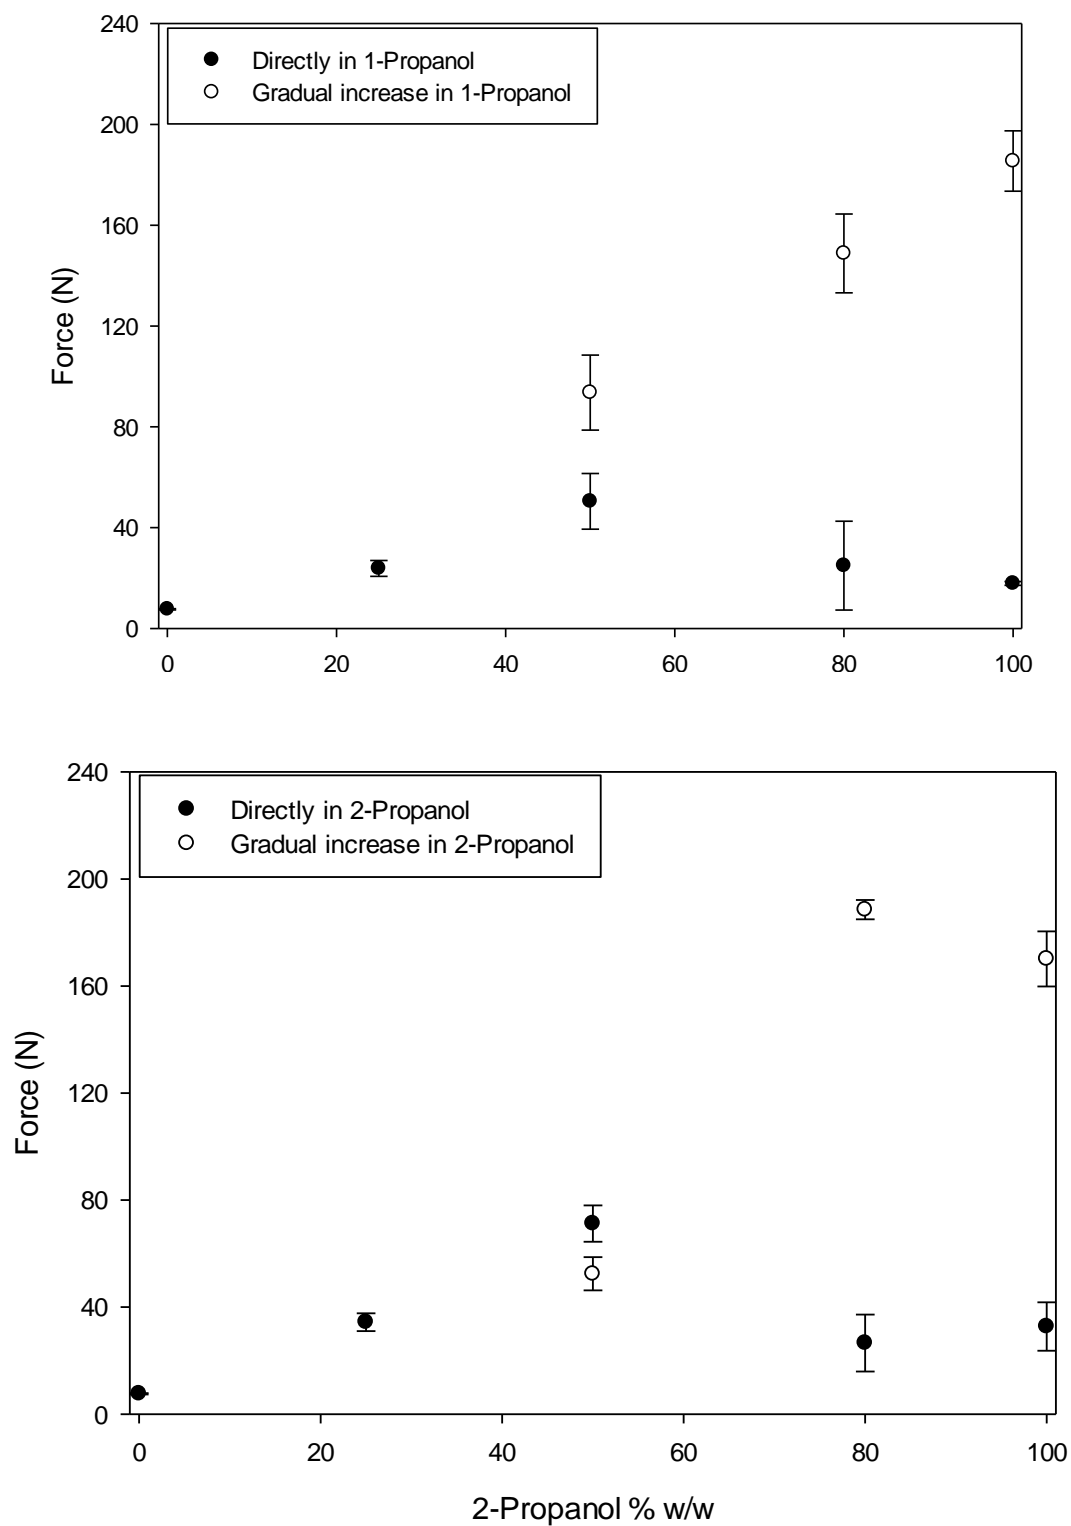 240
200
160
120
80
40
0
Force (N)
Directly in 1-Propanol
Gradual increase in 1-Propanol
0 20 40 60 80 100
240
200
160
120
80
40
0
Force (N)
Directly in 2-Propanol
Gradual increase in 2-Propanol
0 20 40 60 80 100
2-Propanol % w/w